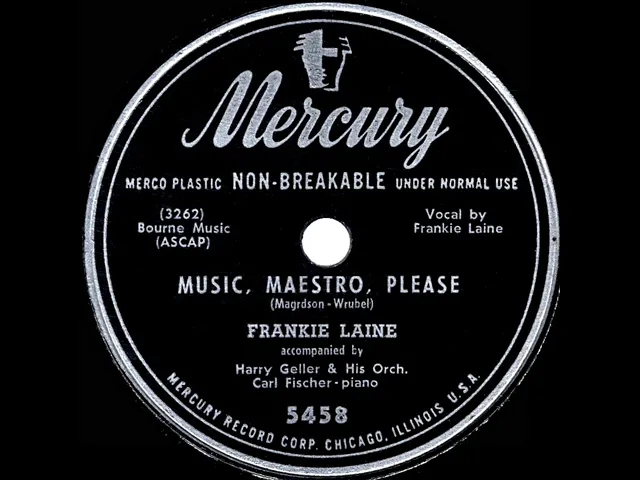 Mercury
MERCO PLASTIC NON-BREAKABLE UNDER NORMAL USE
(3262)
Bourne Music
(ASCAP)
Vocal by
Frankie Laine
MUSIC, MAESTRO, PLEASE
(Magrdson - Wrubel)
FRANKIE LAINE
accompanied by
Harry Geller & His Orch.
Carl Fischer - piano
5458
MERCURY RECORD CORP. CHICAGO, ILLINOIS U.S.A.